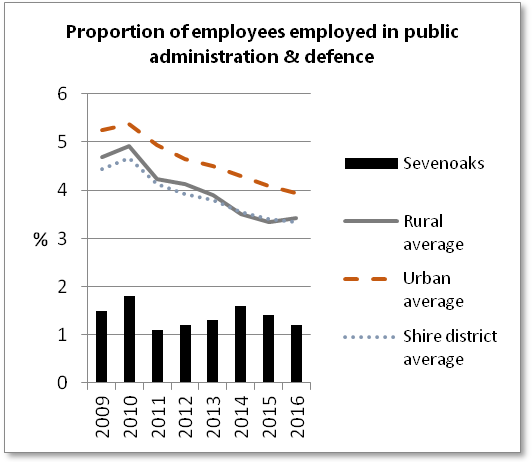 Proportion of employees employed in public
administration & defence
6
5
4
3
2
1
0
%
2009
2010
2011
2012
2013
2014
2015
2016
Sevenoaks
Rural
average
Urban
average
Shire district
average